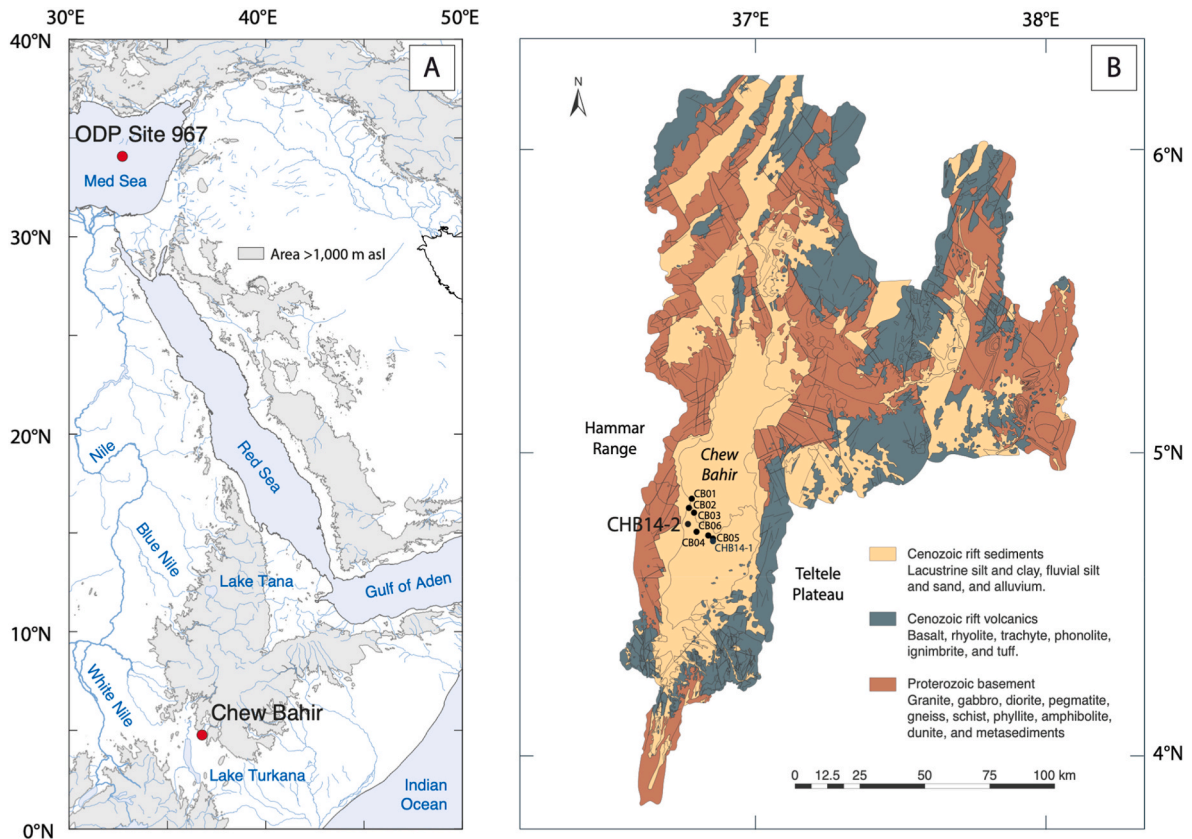 30°E
40°E
50°E
40°N
A
ODP Site 967
Med Sea
30°N
Area >1,000 m asl
20°N
Nile
Red Sea
Blue Nile
Lake Tana
Gulf of Aden
10°N
White Nile
Chew Bahir
Lake Turkana
Indian
Ocean
0°N
37°E
38°E
B
N
6°N
Hammar
Range
Chew
Bahir
5°N
CB01
CB02
CB03
CHB14-2
CB06
CB04
CB05
CHB14-1
Teltele
Plateau
Cenozoic rift sediments
Lacustrine silt and clay, fluvial silt
and sand, and alluvium.
Cenozoic rift volcanics
Basalt, rhyolite, trachyte, phonolite,
ignimbrite, and tuff.
Proterozoic basement
Granite, gabbro, diorite, pegmatite,
gneiss, schist, phyllite, amphibolite,
dunite, and metasediments
4°N
0 12.5 25 50 75 100 km